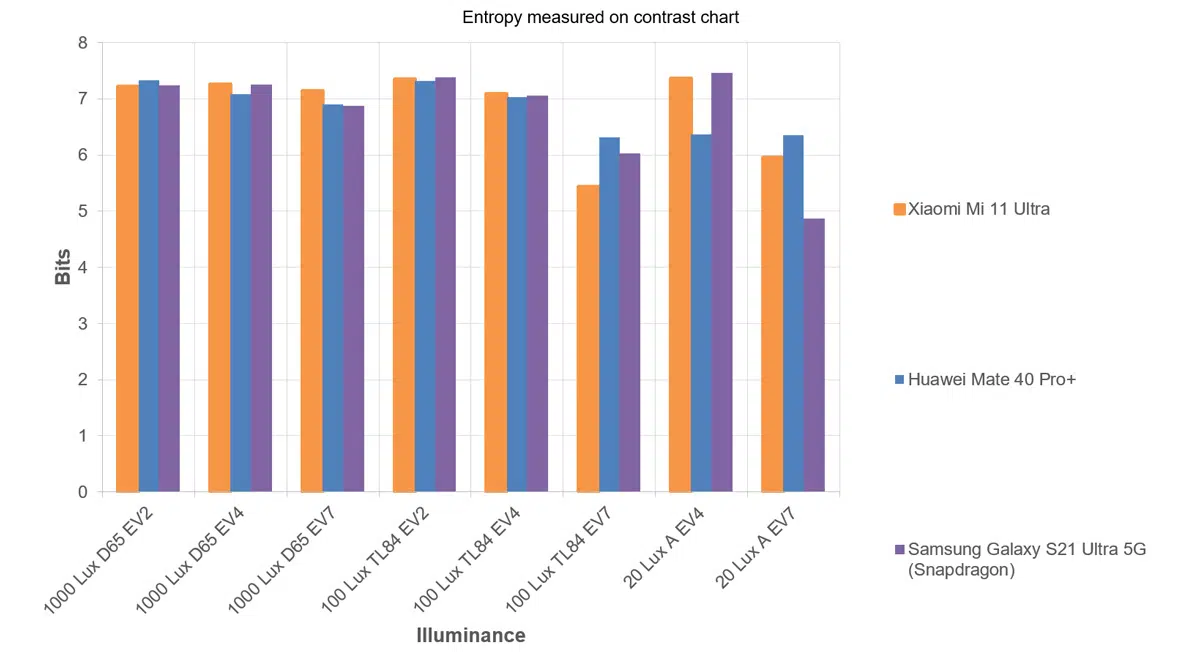 Entropy measured on contrast chart
8
7
6
5
4
3
2
1
0
Bits
1000 Lux D65 EV2
1000 Lux D65 EV4
1000 Lux D65 EV7
100 Lux TL84 EV2
100 Lux TL84 EV4
100 Lux TL84 EV7
20 Lux A EV4
20 Lux A EV7
Illuminance
Xiaomi Mi 11 Ultra
Huawei Mate 40 Pro+
Samsung Galaxy S21 Ultra 5G
(Snapdragon)